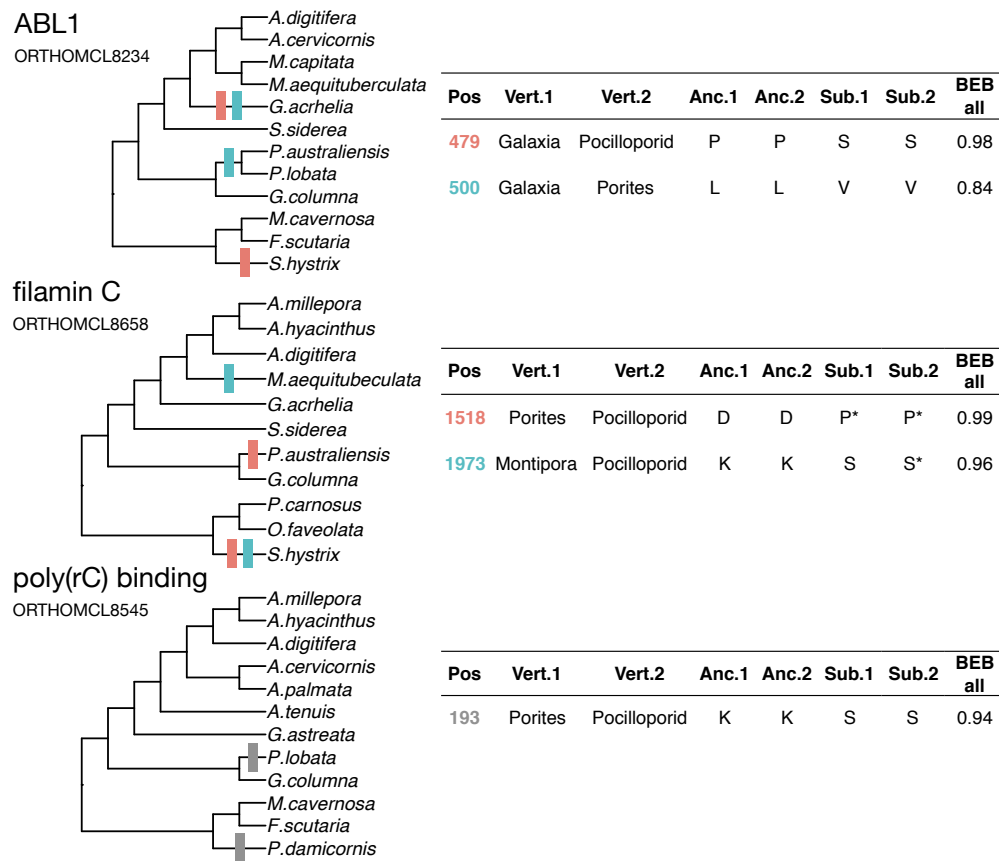 ABL1
ORTHOMCL8234
A.digitifera
A.cervicornis
M.capitata
M.aequituberculata
G.acrhelia
S.siderea
P.australiensis
P.lobata
G.columna
M.cavernosa
F.scutaria
S.hystrix
Pos Vert.1 Vert.2 Anc.1 Anc.2 Sub.1 Sub.2 BEB all
479 Galaxia Pocilloporid P P S S 0.98
500 Galaxia Porites L L V V 0.84
filamin C
ORTHOMCL8658
A.millepora
A.hyacinthus
A.digitifera
M.aequitubeculata
G.acrhelia
S.siderea
P.australiensis
G.columna
P.carnosus
O.faveolata
S.hystrix
Pos Vert.1 Vert.2 Anc.1 Anc.2 Sub.1 Sub.2 BEB all
1518 Porites Pocilloporid D D P* P* 0.99
1973 Montipora Pocilloporid K K S S* 0.96
poly(rC) binding
ORTHOMCL8545
A.millepora
A.hyacinthus
A.digitifera
A.cervicornis
A.palmata
A.tenuis
G.astreata
P.lobata
G.columna
M.cavernosa
F.scutaria
P.damicornis
Pos Vert.1 Vert.2 Anc.1 Anc.2 Sub.1 Sub.2 BEB all
193 Porites Pocilloporid K K S S 0.94